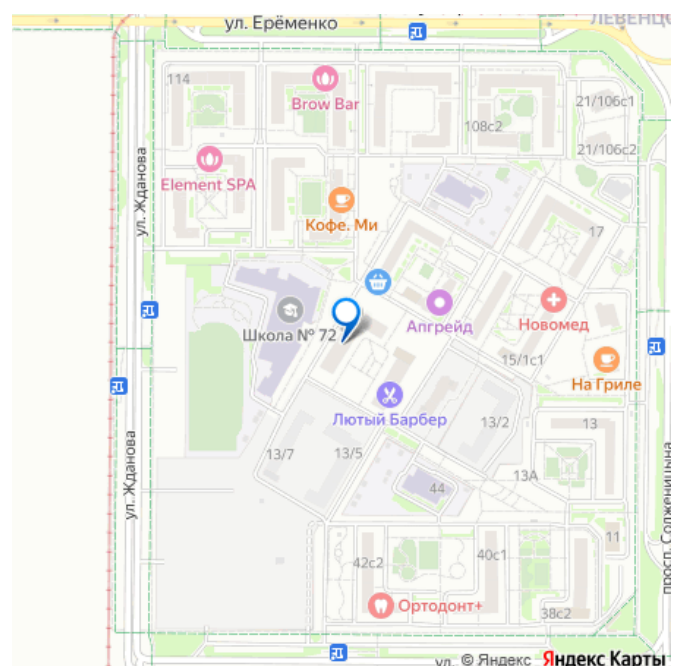 ул. Ерёменко
ЛЕВЕНЦО
114
Brow Bar
108с2
21/106с1
21/106с2
ул. Жданова
Element SPA
Кофе. Ми
17
Апгрейд
Новомед
Школа № 72
15/1с1
На Гриле
Лютый Барбер
13/2
13
13/7
13/5
13А
44
ул. Жданова
просп. Солженицына
11
42с2
40с1
38с2
Ортодонт+
ул.
© Яндекс
Яндекс Карты